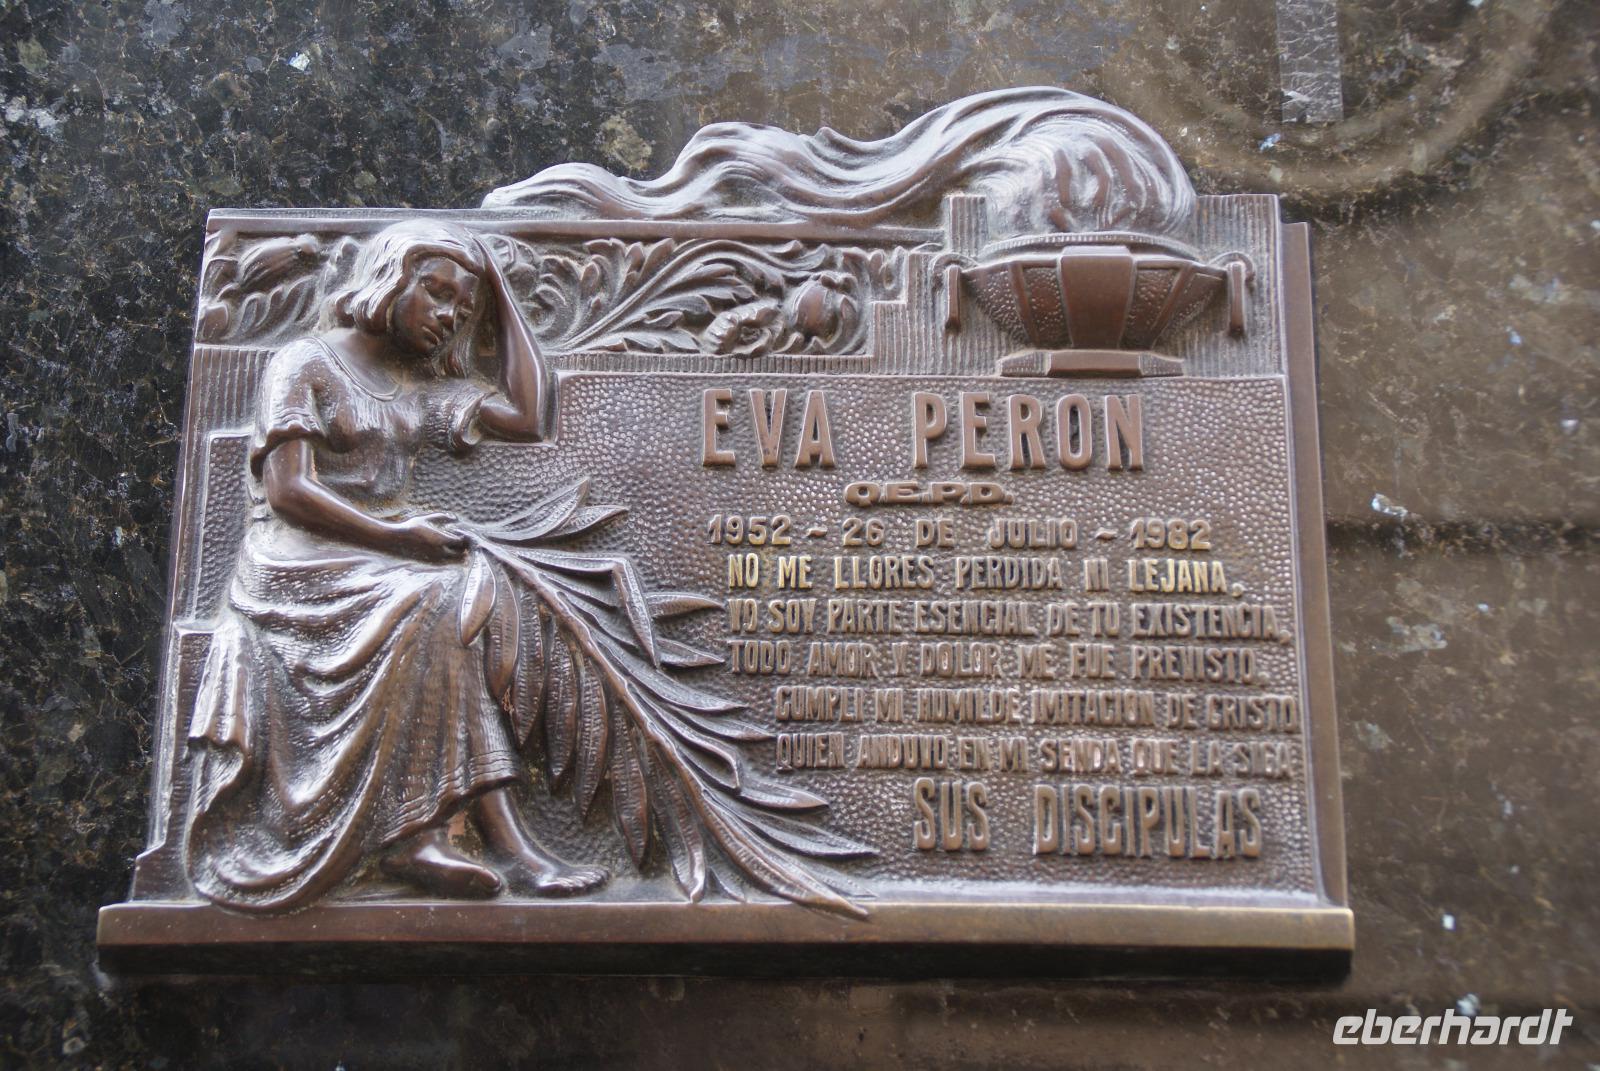 EVA PERON
Q.E.P.D.
1952 ~ 26 DE JULIO ~ 1982
NO ME LLORES PERDIDA NI LEJANA,
YO SOY PARTE ESENCIAL DE TU EXISTENCIA,
TODO AMOR Y DOLOR ME FUE PREVISTO.
CUMPLI MI HUMILDE IMITACION DE CRISTO
QUIEN ANDUVO EN MI SENDA QUE LA SIGA
SUS DISCIPULAS
eberhardt